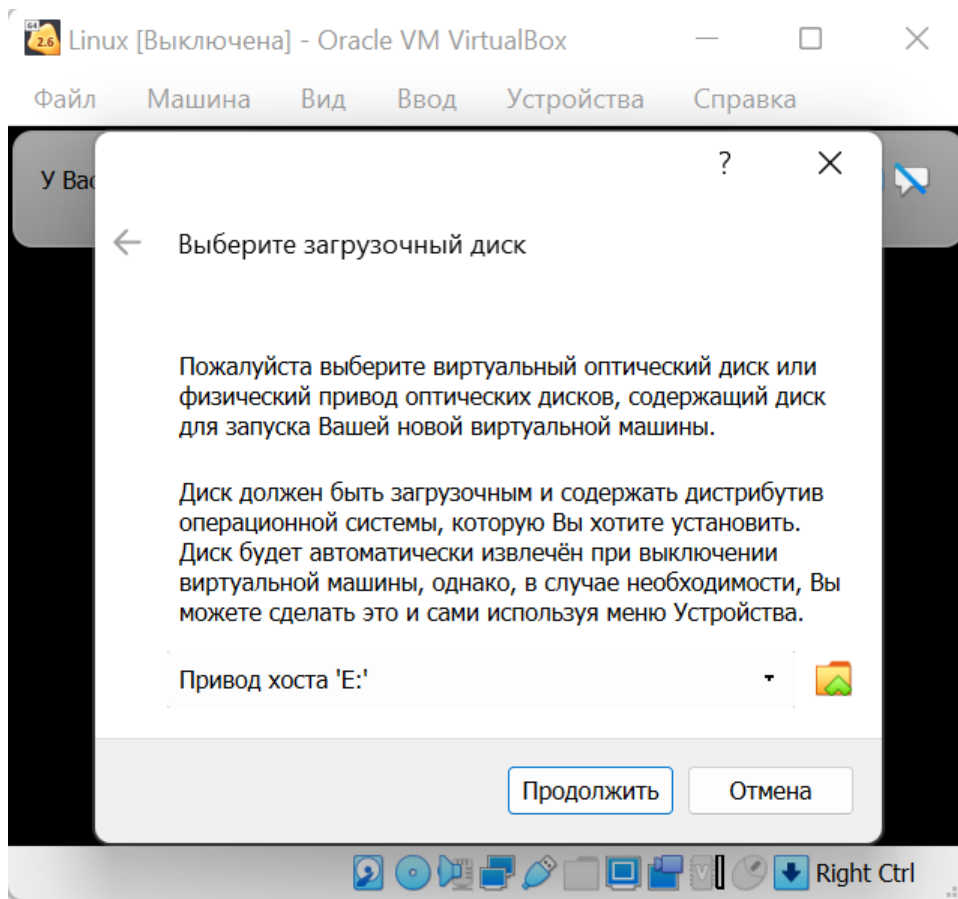 64
2.6
Linux [Выключена] - Oracle VM VirtualBox
Файл Машина Вид Ввод Устройства Справка
У Вас
?
Выберите загрузочный диск
Пожалуйста выберите виртуальный оптический диск или
физический привод оптических дисков, содержащий диск
для запуска Вашей новой виртуальной машины.
Диск должен быть загрузочным и содержать дистрибутив
операционной системы, которую Вы хотите установить.
Диск будет автоматически извлечён при выключении
виртуальной машины, однако, в случае необходимости, Вы
можете сделать это и сами используя меню Устройства.
Привод хоста 'E:'
Продолжить Отмена
Right Ctrl